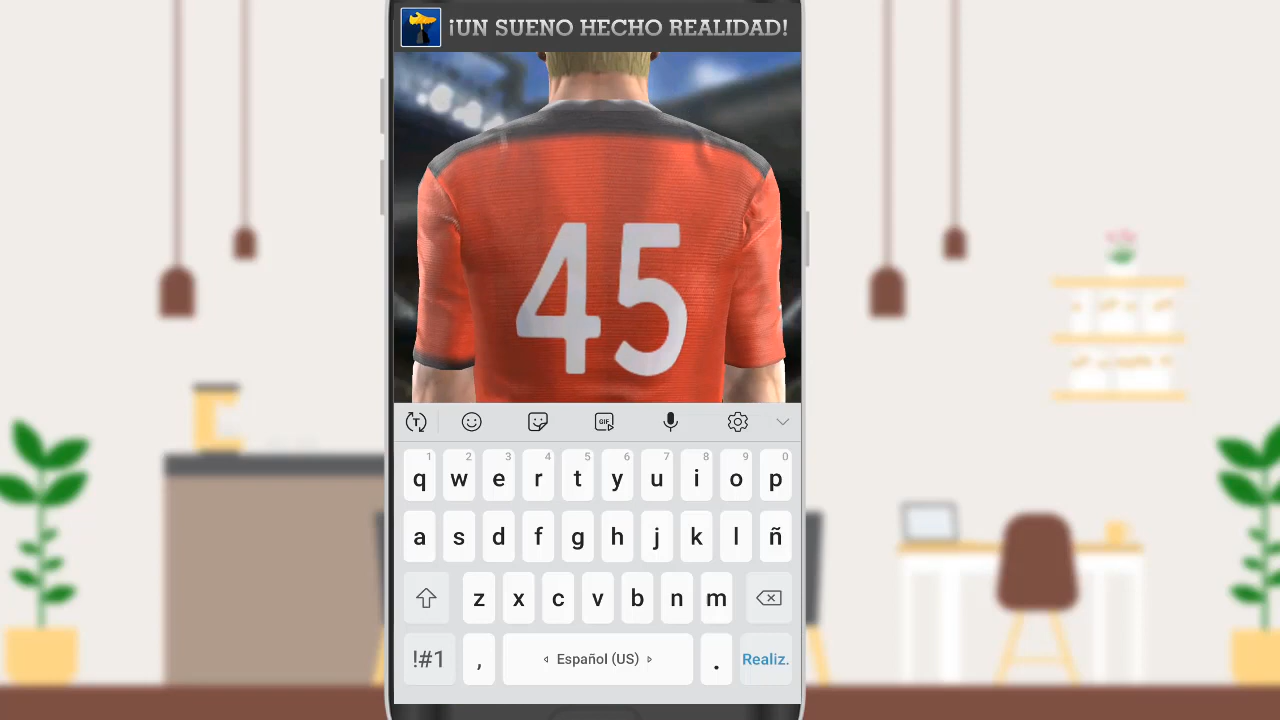 ¡UN SUENO HECHO REALIDAD!
45
T GIF
1 2 3 4 5 6 7 8 9 0
q w e r t y u i o p
a s d f g h j k l ñ
z x c v b n m
!#1 , Español (US) . Realiz.